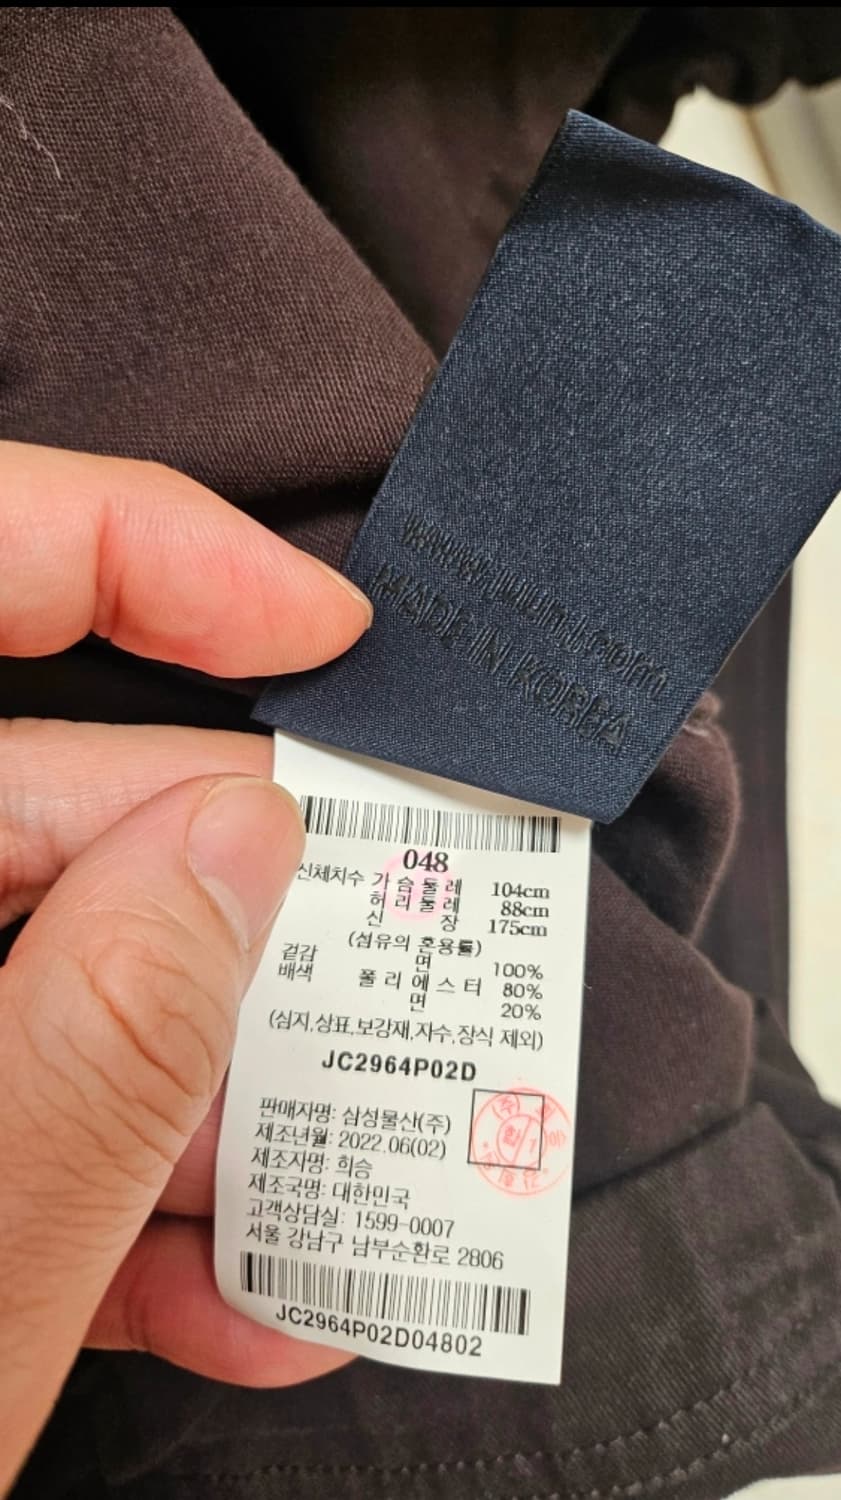 www.juunj.com
MADE IN KOREA
048
신체치수 가슴둘레 104cm
허리둘레 88cm
신장 175cm
(섬유의 혼용률)
겉감 면 100%
배색 폴리에스터 80%
면 20%
(심지,상표,보강재,자수,장식 제외)
JC2964P02D
판매자명: 삼성물산(주)
제조년월: 2022.06(02)
제조자명: 희승
제조국명: 대한민국
고객상담실: 1599-0007
서울 강남구 남부순환로 2806
JC2964P02D04802